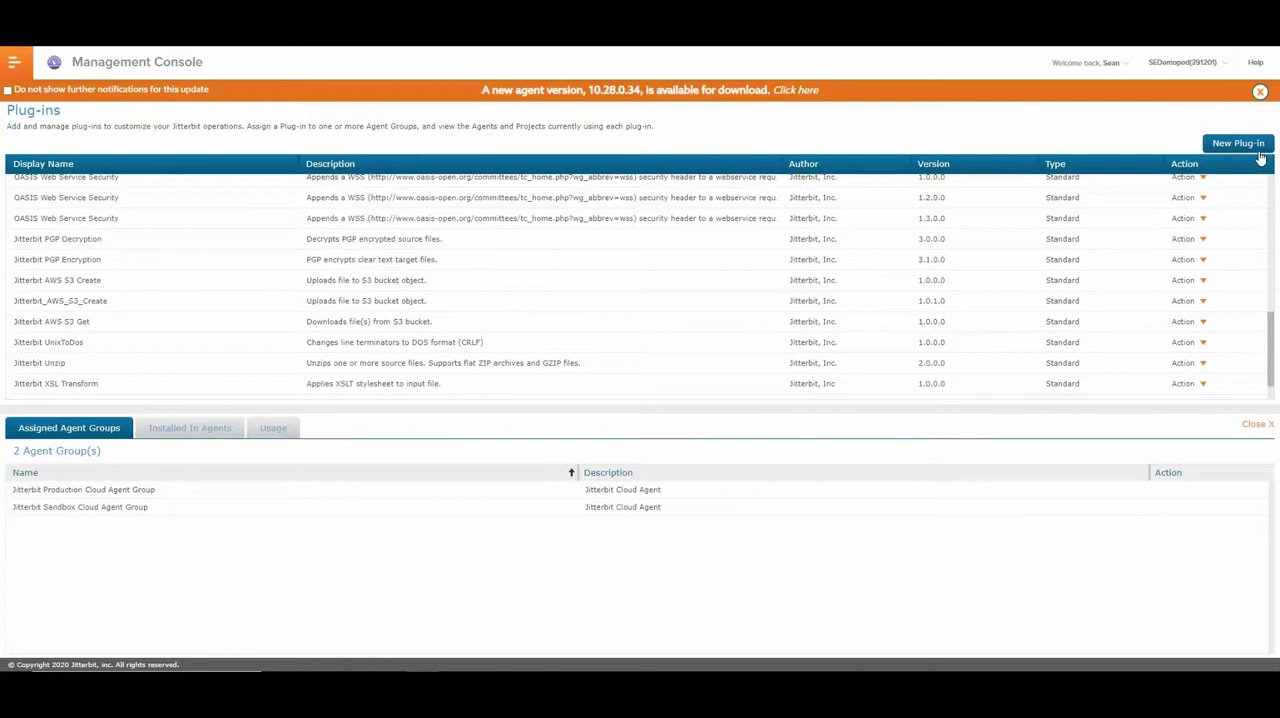 Management Console
Welcome back, Sean
SEDemopod(391201)
Help
Do not show further notifications for this update
A new agent version, 10.28.0.34, is available for download. Click here
X
Plug-ins
Add and manage plug-ins to customize your Jitterbit operations. Assign a Plug-in to one or more Agent Groups, and view the Agents and Projects currently using each plug-in.
New Plug-in
Display Name Description Author Version Type Action
OASIS Web Service Security Appends a WSS (http://www.oasis-open.org/committees/tc_home.php?wg_abbrev=wss) security header to a webservice requ. Jitterbit, Inc. 1.0.0.0 Standard Action
OASIS Web Service Security Appends a WSS (http://www.oasis-open.org/committees/tc_home.php?wg_abbrev=wss) security header to a webservice requ. Jitterbit, Inc. 1.2.0.0 Standard Action
OASIS Web Service Security Appends a WSS (http://www.oasis-open.org/committees/tc_home.php?wg_abbrev=wss) security header to a webservice requ. Jitterbit, Inc. 1.3.0.0 Standard Action
Jitterbit PGP Decryption Decrypts PGP encrypted source files. Jitterbit, Inc. 3.0.0.0 Standard Action
Jitterbit PGP Encryption PGP encrypts clear text target files. Jitterbit, Inc. 3.1.0.0 Standard Action
Jitterbit AWS S3 Create Uploads file to S3 bucket object. Jitterbit, Inc. 1.0.0.0 Standard Action
Jitterbit_AWS_S3_Create Uploads file to S3 bucket object. Jitterbit, Inc. 1.0.1.0 Standard Action
Jitterbit AWS S3 Get Downloads file(s) from S3 bucket. Jitterbit, Inc. 1.0.0.0 Standard Action
Jitterbit UnixToDos Changes line terminators to DOS format (CRLF) Jitterbit, Inc. 1.0.0.0 Standard Action
Jitterbit Unzip Unzips one or more source files. Supports flat ZIP archives and GZIP files. Jitterbit, Inc. 2.0.0.0 Standard Action
Jitterbit XSL Transform Applies XSLT stylesheet to input file. Jitterbit, Inc. 1.0.0.0 Standard Action
Assigned Agent Groups Installed In Agents Usage
Close X
2 Agent Group(s)
Name Description Action
Jitterbit Production Cloud Agent Group Jitterbit Cloud Agent
Jitterbit Sandbox Cloud Agent Group Jitterbit Cloud Agent
© Copyright 2020 Jitterbit, inc. All rights reserved.